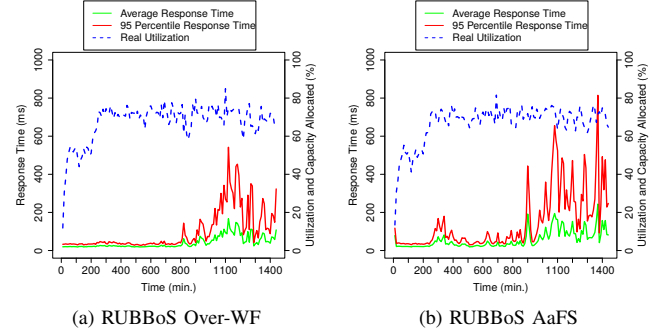 Average Response Time
95 Percentile Response Time
Real Utilization
Response Time (ms)
0 200 400 600 800 1000
Utilization and Capacity Allocated (%)
0 20 40 60 80 100
0 200 400 600 800 1100 1400
Time (min.)
(a) RUBBoS Over-WF
Average Response Time
95 Percentile Response Time
Real Utilization
Response Time (ms)
0 200 400 600 800 1000
Utilization and Capacity Allocated (%)
0 20 40 60 80 100
0 200 400 600 800 1100 1400
Time (min.)
(b) RUBBoS AaFS